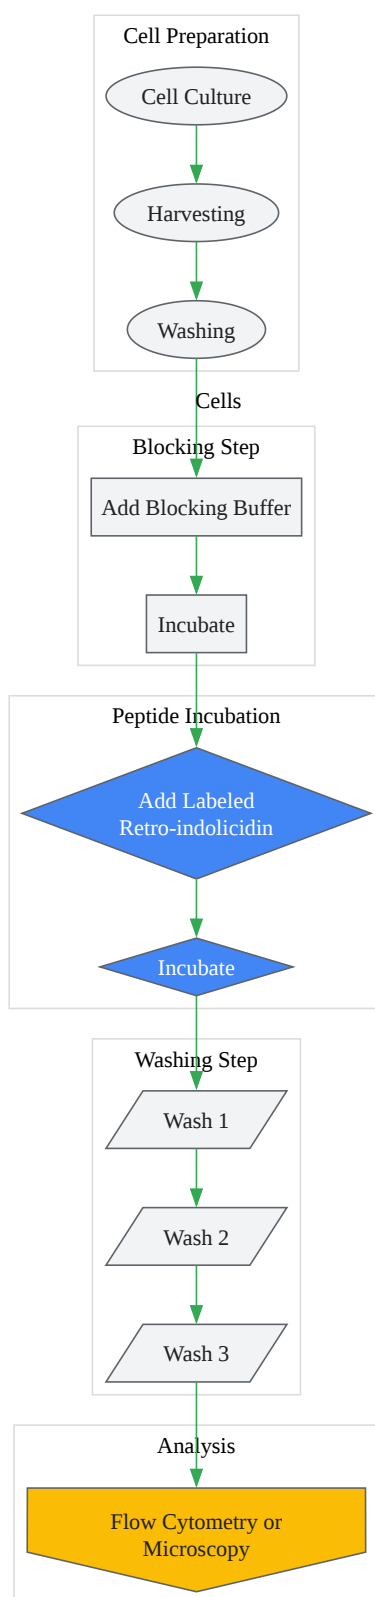 Cell Preparation
Cell Culture
Harvesting
Washing
Cells
Blocking Step
Add Blocking Buffer
Incubate
Peptide Incubation
Add Labeled
Retro-indolicidin
Incubate
Washing Step
Wash 1
Wash 2
Wash 3
Analysis
Flow Cytometry or
Microscopy